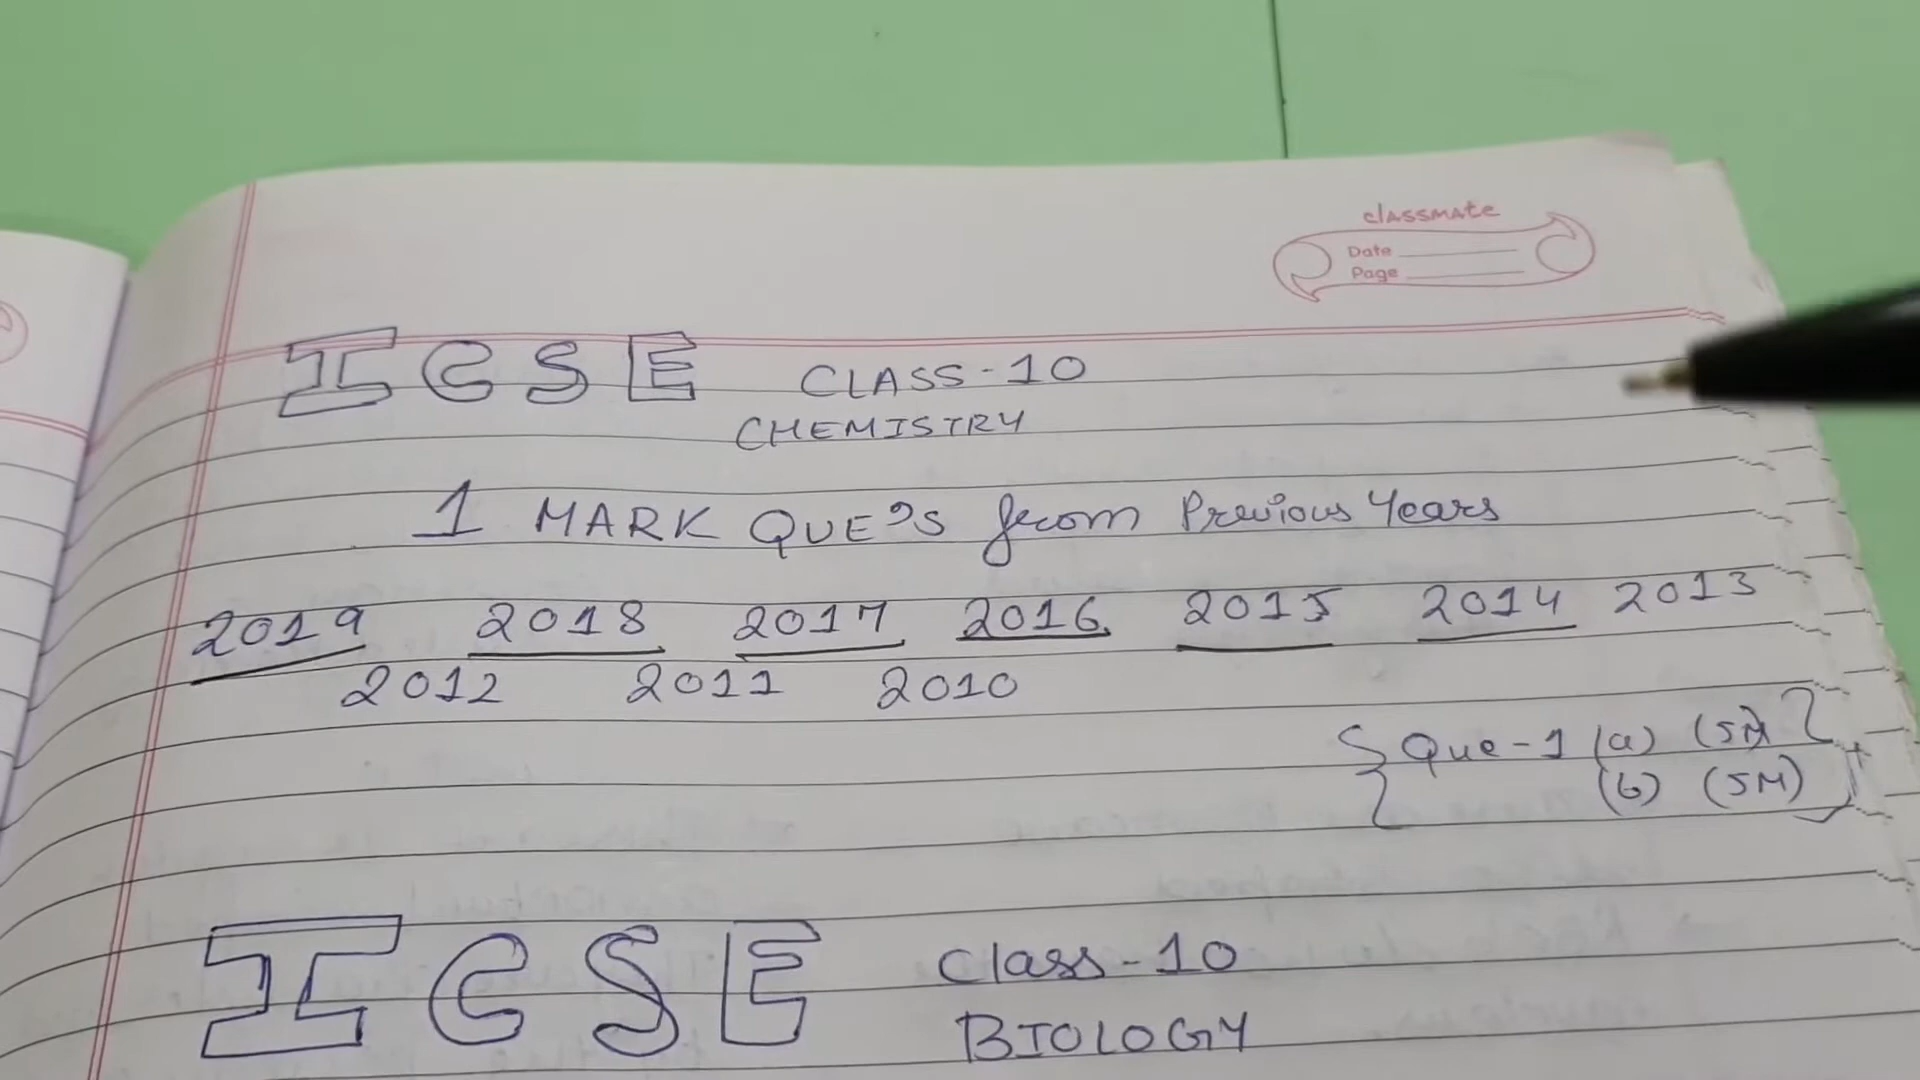 classmate
Date
Page
ICSE CLASS-10
CHEMISTRY
1 MARK QUE's from Previous Years
2019 2018 2017 2016 2015 2014 2013
2012 2011 2010
{ Que-1 (a) (5M) }
(b) (5M)
ICSE Class-10
BIOLOGY